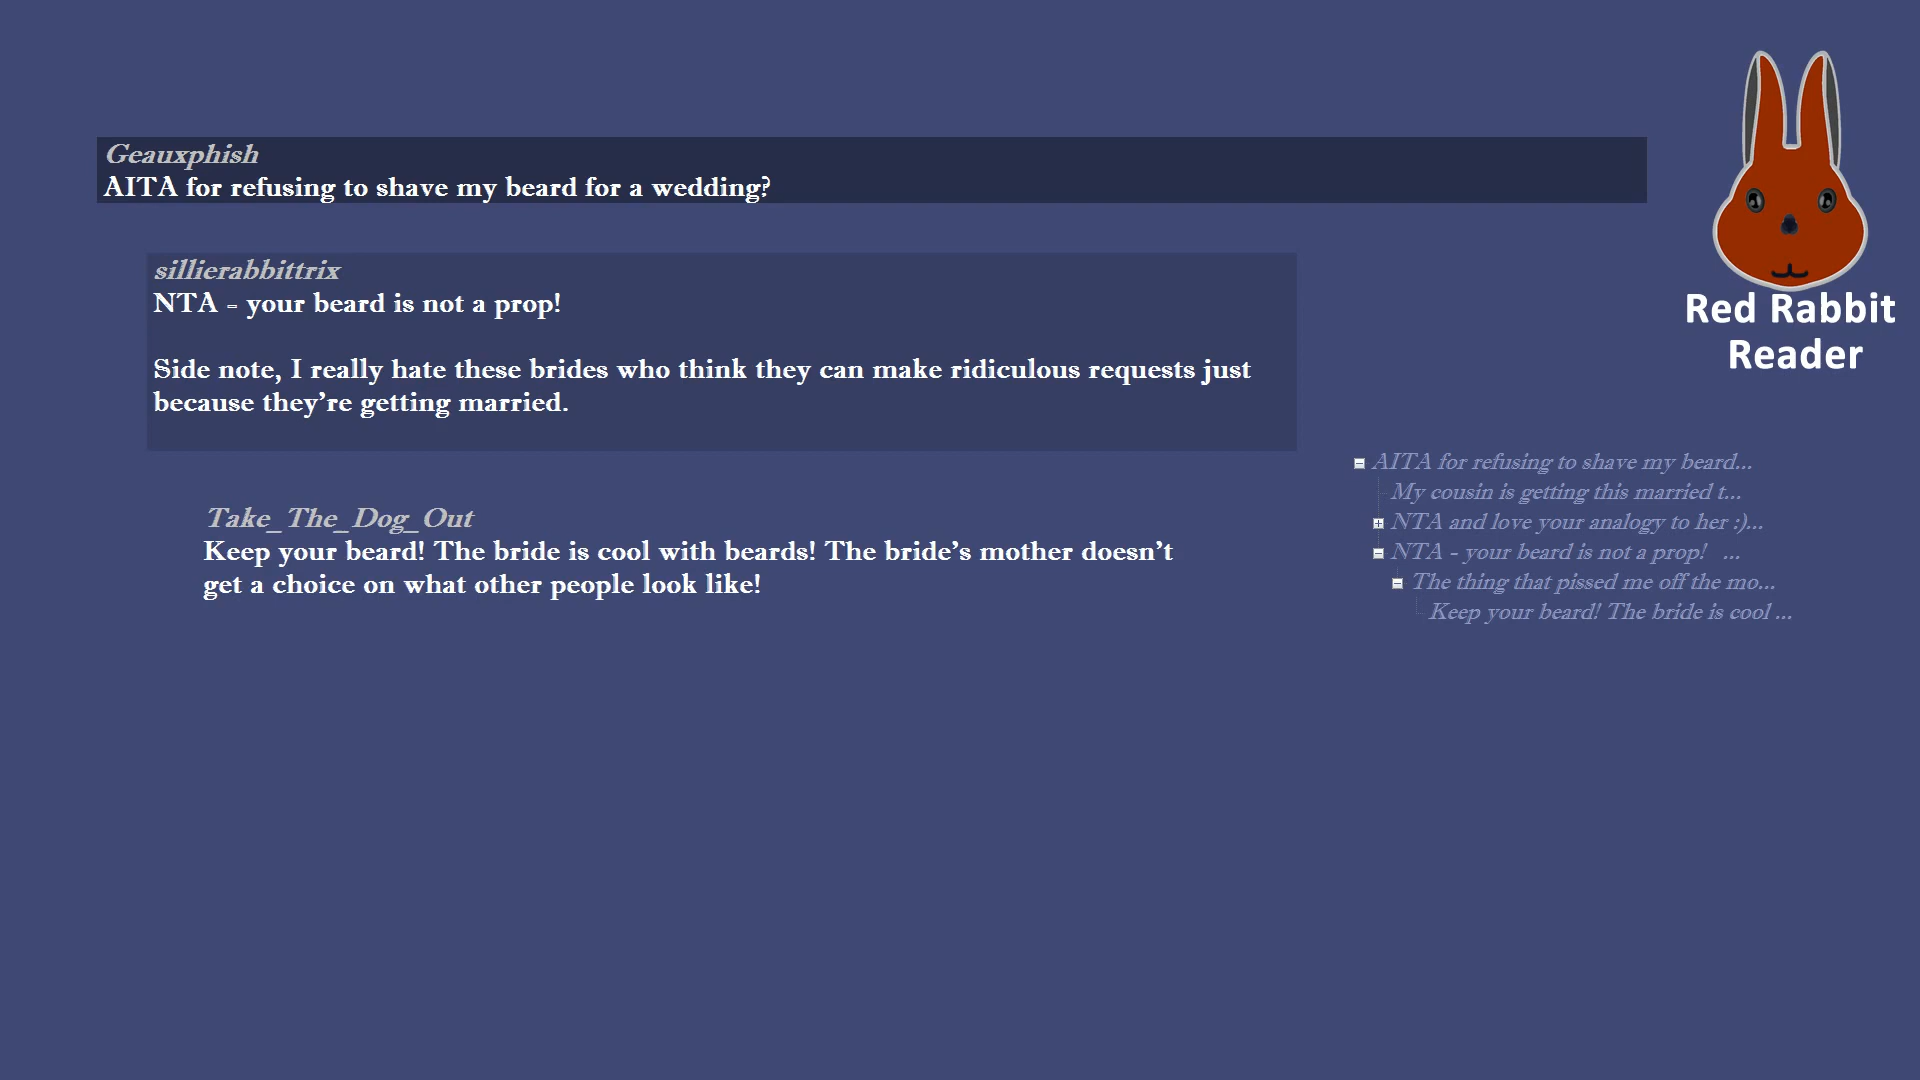 Geauxphish
AITA for refusing to shave my beard for a wedding?
sillierabbittrix
NTA - your beard is not a prop!
Side note, I really hate these brides who think they can make ridiculous requests just
because they're getting married.
Take_The_Dog_Out
Keep your beard! The bride is cool with beards! The bride's mother doesn't
get a choice on what other people look like!
Red Rabbit
Reader
AITA for refusing to shave my beard...
My cousin is getting this married t...
NTA and love your analogy to her :)...
NTA - your beard is not a prop!   ...
The thing that pissed me off the mo...
Keep your beard! The bride is cool ...